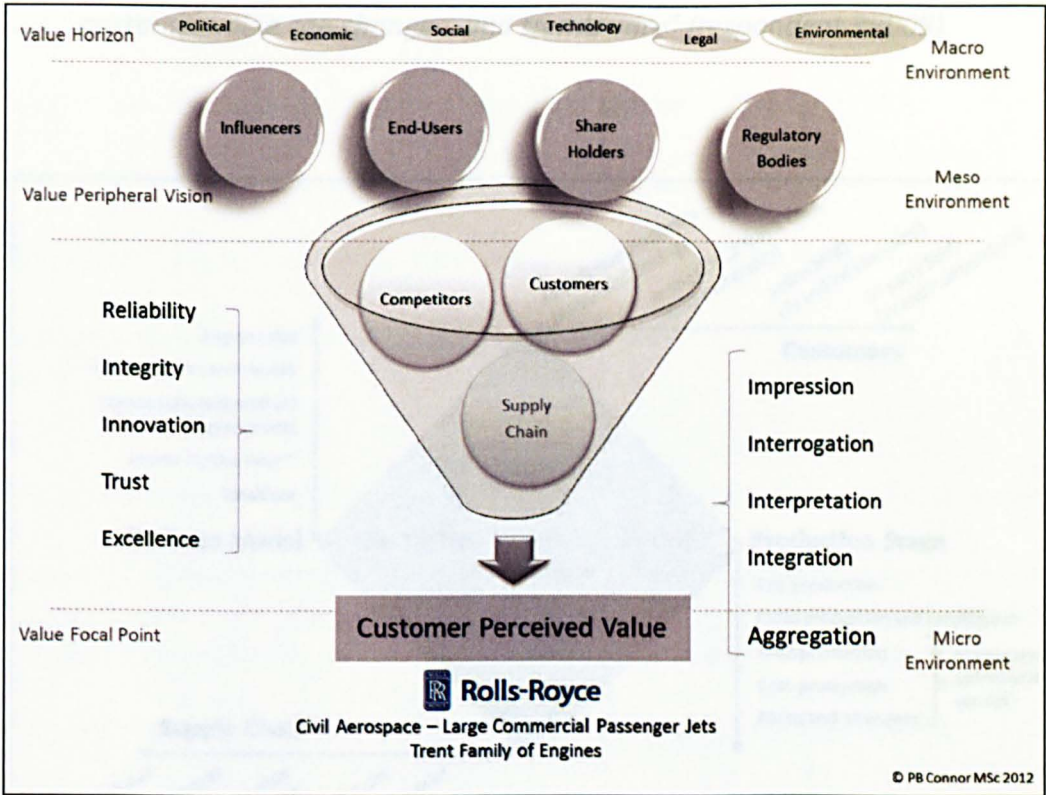 Value Horizon
Political
Economic
Social
Technology
Legal
Environmental
Macro
Environment
Influencers
End-Users
Share
Holders
Regulatory
Bodies
Value Peripheral Vision
Meso
Environment
Competitors
Customers
Supply
Chain
Reliability
Integrity
Innovation
Trust
Excellence
Impression
Interrogation
Interpretation
Integration
Aggregation
Value Focal Point
Customer Perceived Value
Micro
Environment
RR
Rolls-Royce
Civil Aerospace – Large Commercial Passenger Jets
Trent Family of Engines
© PB Connor MSc 2012